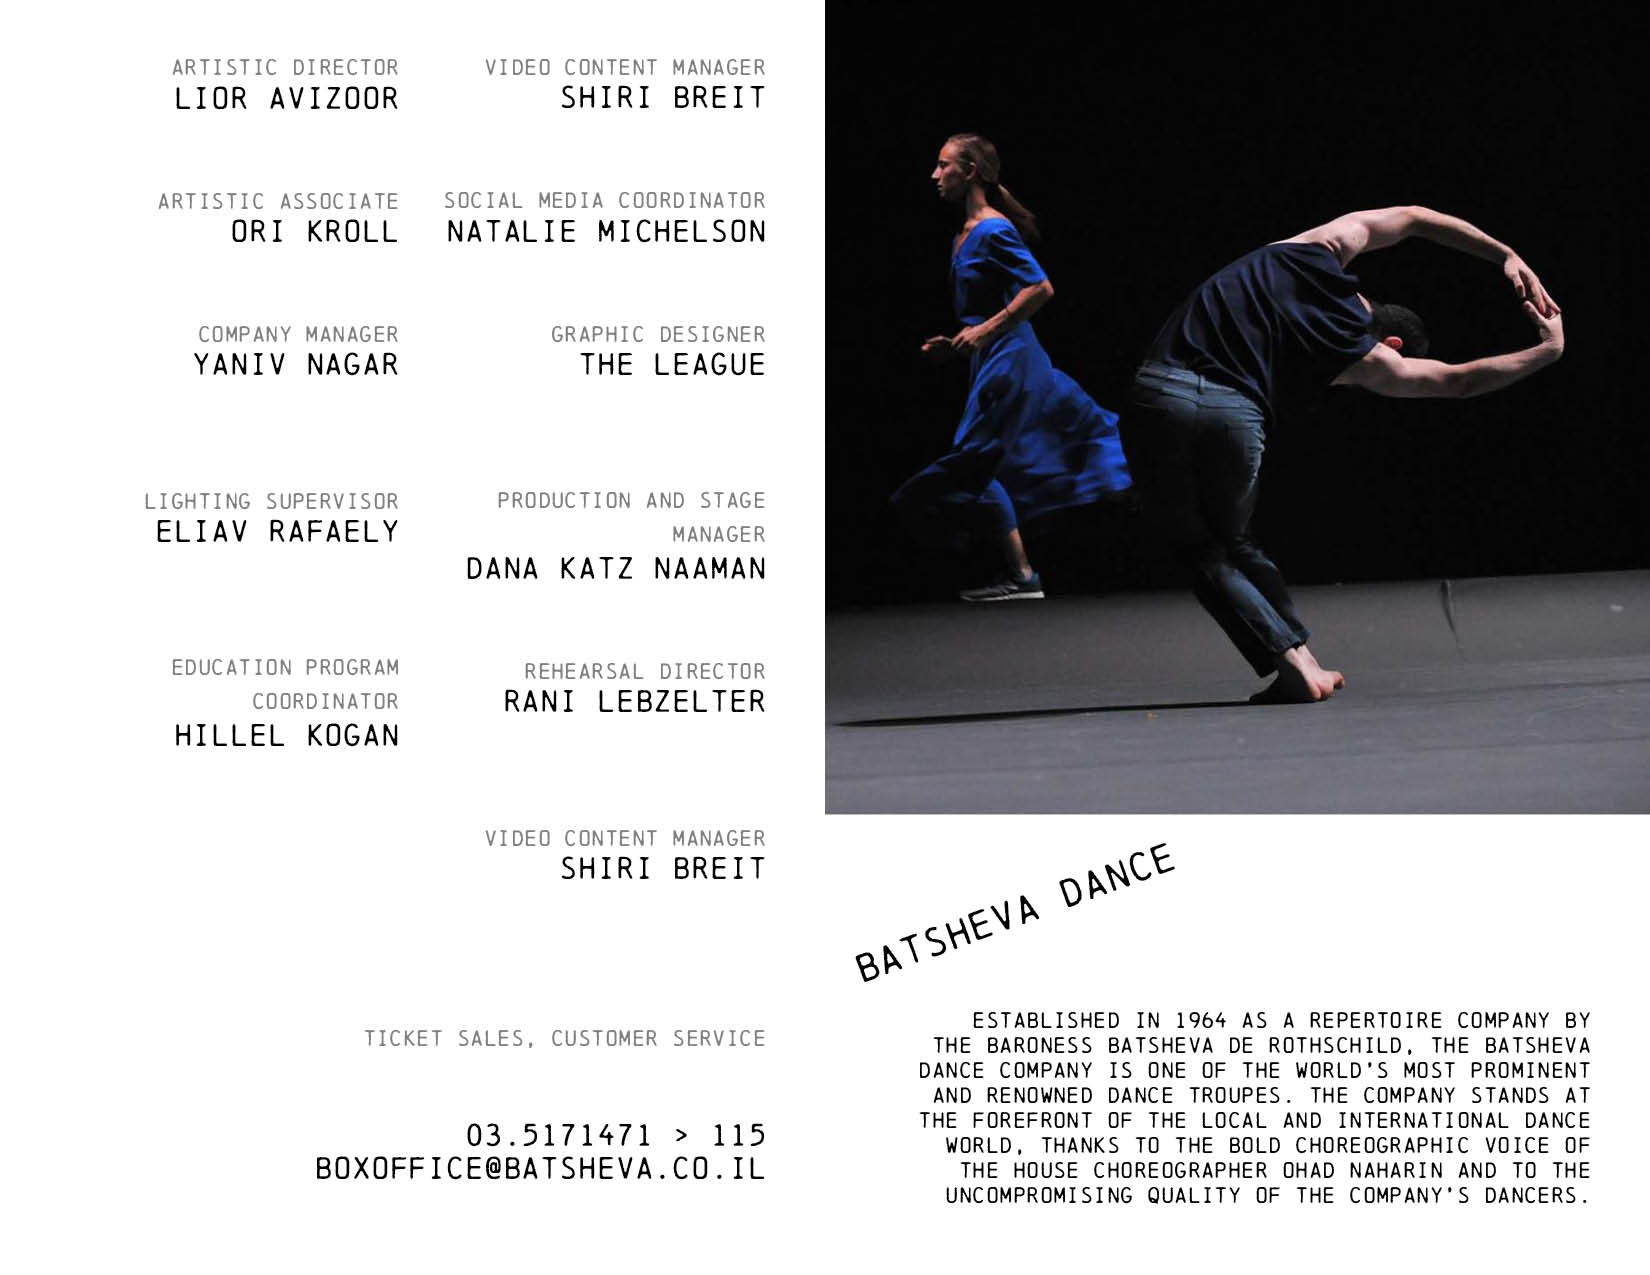 ARTISTIC DIRECTOR
LIOR AVIZOOR
ARTISTIC ASSOCIATE
ORI KROLL
COMPANY MANAGER
YANIV NAGAR
LIGHTING SUPERVISOR
ELIAV RAFAELY
EDUCATION PROGRAM
COORDINATOR
HILLEL KOGAN
VIDEO CONTENT MANAGER
SHIRI BREIT
SOCIAL MEDIA COORDINATOR
NATALIE MICHELSON
GRAPHIC DESIGNER
THE LEAGUE
PRODUCTION AND STAGE
MANAGER
DANA KATZ NAAMAN
REHEARSAL DIRECTOR
RANI LEBZELTER
VIDEO CONTENT MANAGER
SHIRI BREIT
TICKET SALES, CUSTOMER SERVICE
03.5171471 > 115
BOXOFFICE@BATSHEVA.CO.IL
BATSHEVA DANCE
ESTABLISHED IN 1964 AS A REPERTOIRE COMPANY BY
THE BARONESS BATSHEVA DE ROTHSCHILD, THE BATSHEVA
DANCE COMPANY IS ONE OF THE WORLD'S MOST PROMINENT
AND RENOWNED DANCE TROUPES. THE COMPANY STANDS AT
THE FOREFRONT OF THE LOCAL AND INTERNATIONAL DANCE
WORLD, THANKS TO THE BOLD CHOREOGRAPHIC VOICE OF
THE HOUSE CHOREOGRAPHER OHAD NAHARIN AND TO THE
UNCOMPROMISING QUALITY OF THE COMPANY'S DANCERS.